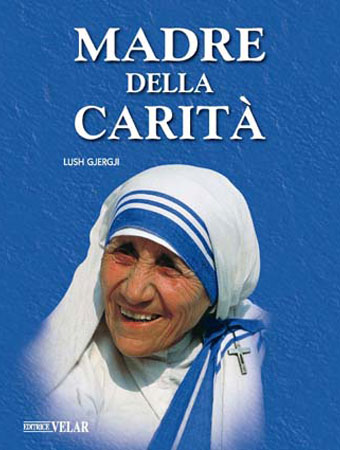 MADRE
DELLA
CARITÀ
LUSH GJERGJI
EDITRICE VELAR